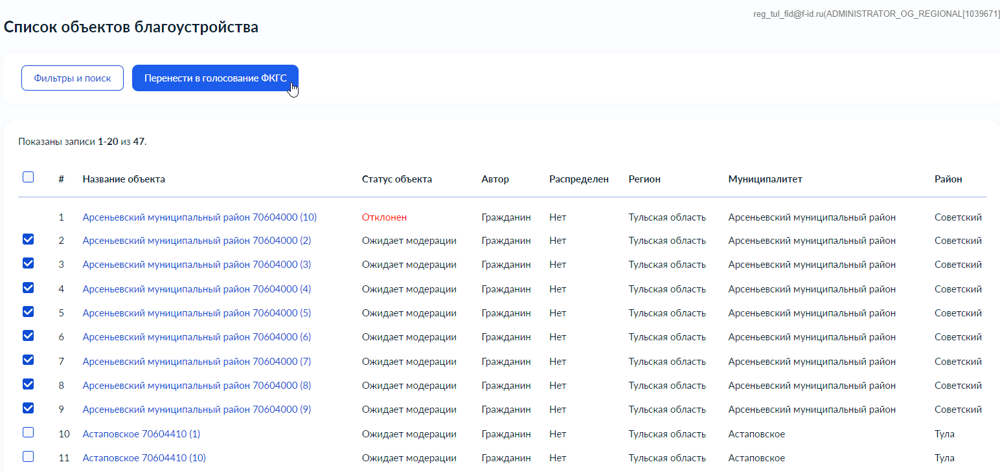 reg_tul_fid@f-id.ru(ADMINISTRATOR_OG_REGIONAL[1039671]
Список объектов благоустройства
Фильтры и поиск Перенести в голосование ФКГС
Показаны записи 1-20 из 47.
# Название объекта Статус объекта Автор Распределен Регион Муниципалитет Район
1 Арсеньевский муниципальный район 70604000 (10) Отклонен Гражданин Нет Тульская область Арсеньевский муниципальный район Советский
2 Арсеньевский муниципальный район 70604000 (2) Ожидает модерации Гражданин Нет Тульская область Арсеньевский муниципальный район Советский
3 Арсеньевский муниципальный район 70604000 (3) Ожидает модерации Гражданин Нет Тульская область Арсеньевский муниципальный район Советский
4 Арсеньевский муниципальный район 70604000 (4) Ожидает модерации Гражданин Нет Тульская область Арсеньевский муниципальный район Советский
5 Арсеньевский муниципальный район 70604000 (5) Ожидает модерации Гражданин Нет Тульская область Арсеньевский муниципальный район Советский
6 Арсеньевский муниципальный район 70604000 (6) Ожидает модерации Гражданин Нет Тульская область Арсеньевский муниципальный район Советский
7 Арсеньевский муниципальный район 70604000 (7) Ожидает модерации Гражданин Нет Тульская область Арсеньевский муниципальный район Советский
8 Арсеньевский муниципальный район 70604000 (8) Ожидает модерации Гражданин Нет Тульская область Арсеньевский муниципальный район Советский
9 Арсеньевский муниципальный район 70604000 (9) Ожидает модерации Гражданин Нет Тульская область Арсеньевский муниципальный район Советский
10 Астаповское 70604410 (1) Ожидает модерации Гражданин Нет Тульская область Астаповское Тула
11 Астаповское 70604410 (10) Ожидает модерации Гражданин Нет Тульская область Астаповское Тула